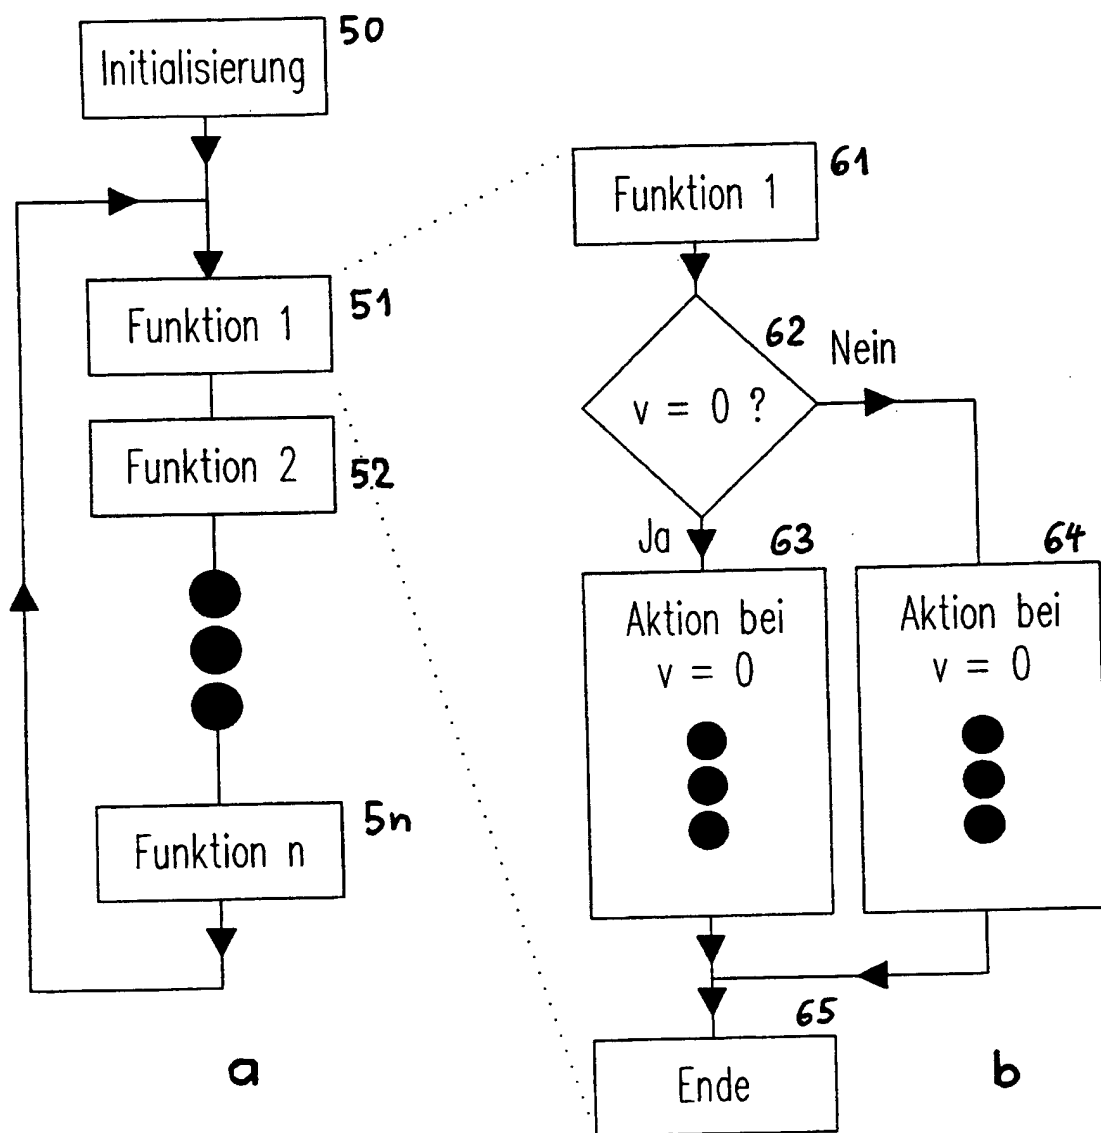 50
Initialisierung
Funktion 1
51
Funktion 2
52
Funktion n
5n
a
61
Funktion 1
62
v = 0 ?
Nein
Ja
63
Aktion bei
v = 0
64
Aktion bei
v = 0
65
Ende
b